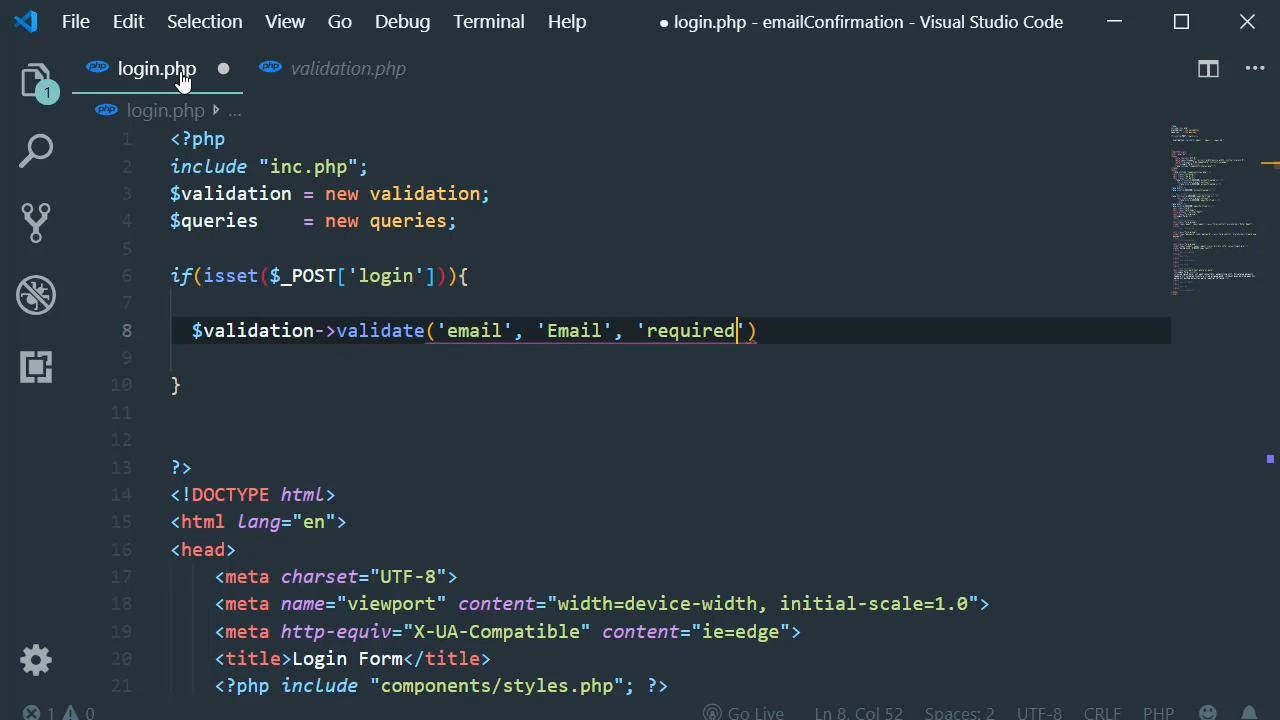 File Edit Selection View Go Debug Terminal Help ● login.php - emailConfirmation - Visual Studio Code
php login.php ● php validation.php
1
php login.php ...
1 <?php
2 include "inc.php";
3 $validation = new validation;
4 $queries    = new queries;
5
6 if(isset($_POST['login'])){
7
8 $validation->validate('email', 'Email', 'required')
9
10 }
11
12
13 ?>
14 <!DOCTYPE html>
15 <html lang="en">
16 <head>
17 <meta charset="UTF-8">
18 <meta name="viewport" content="width=device-width, initial-scale=1.0">
19 <meta http-equiv="X-UA-Compatible" content="ie=edge">
20 <title>Login Form</title>
21 <?php include "components/styles.php"; ?>
1 0 Go Live Ln 8, Col 52 Spaces: 2 UTF-8 CRLF PHP